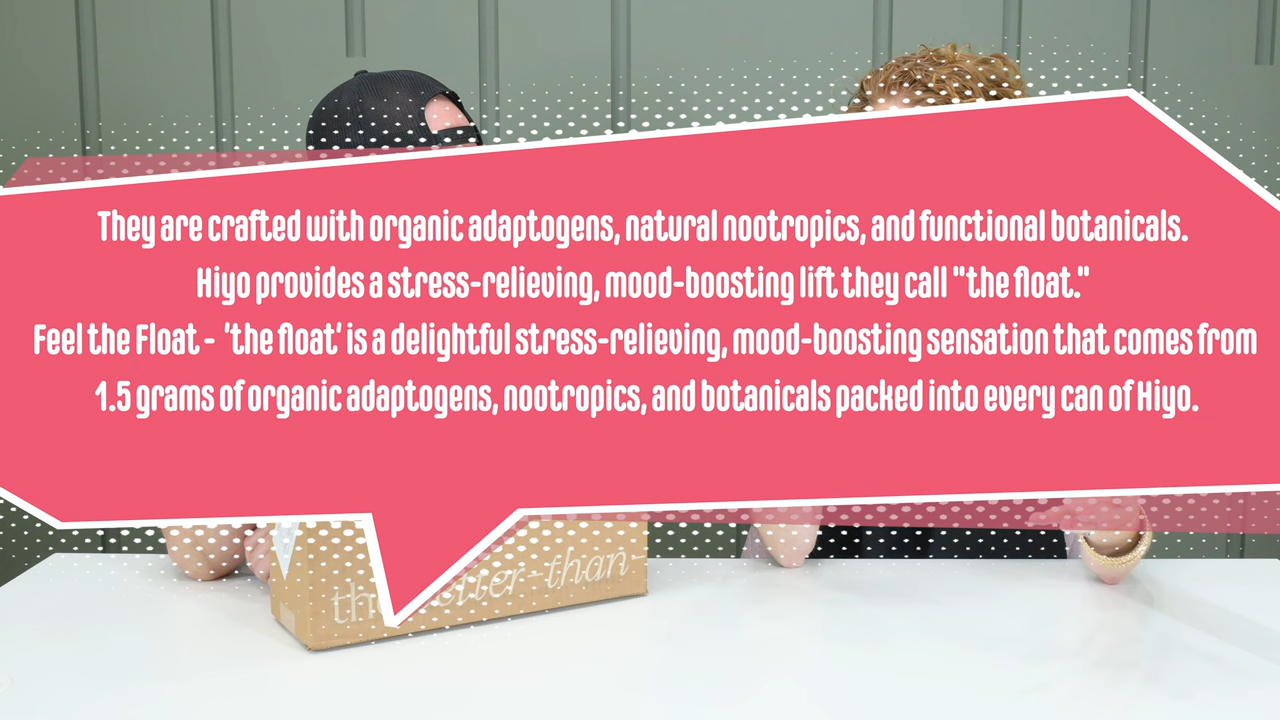 They are crafted with organic adaptogens, natural nootropics, and functional botanicals.
Hiyo provides a stress-relieving, mood-boosting lift they call "the float."
Feel the Float - 'the float' is a delightful stress-relieving, mood-boosting sensation that comes from
1.5 grams of organic adaptogens, nootropics, and botanicals packed into every can of Hiyo.
than-